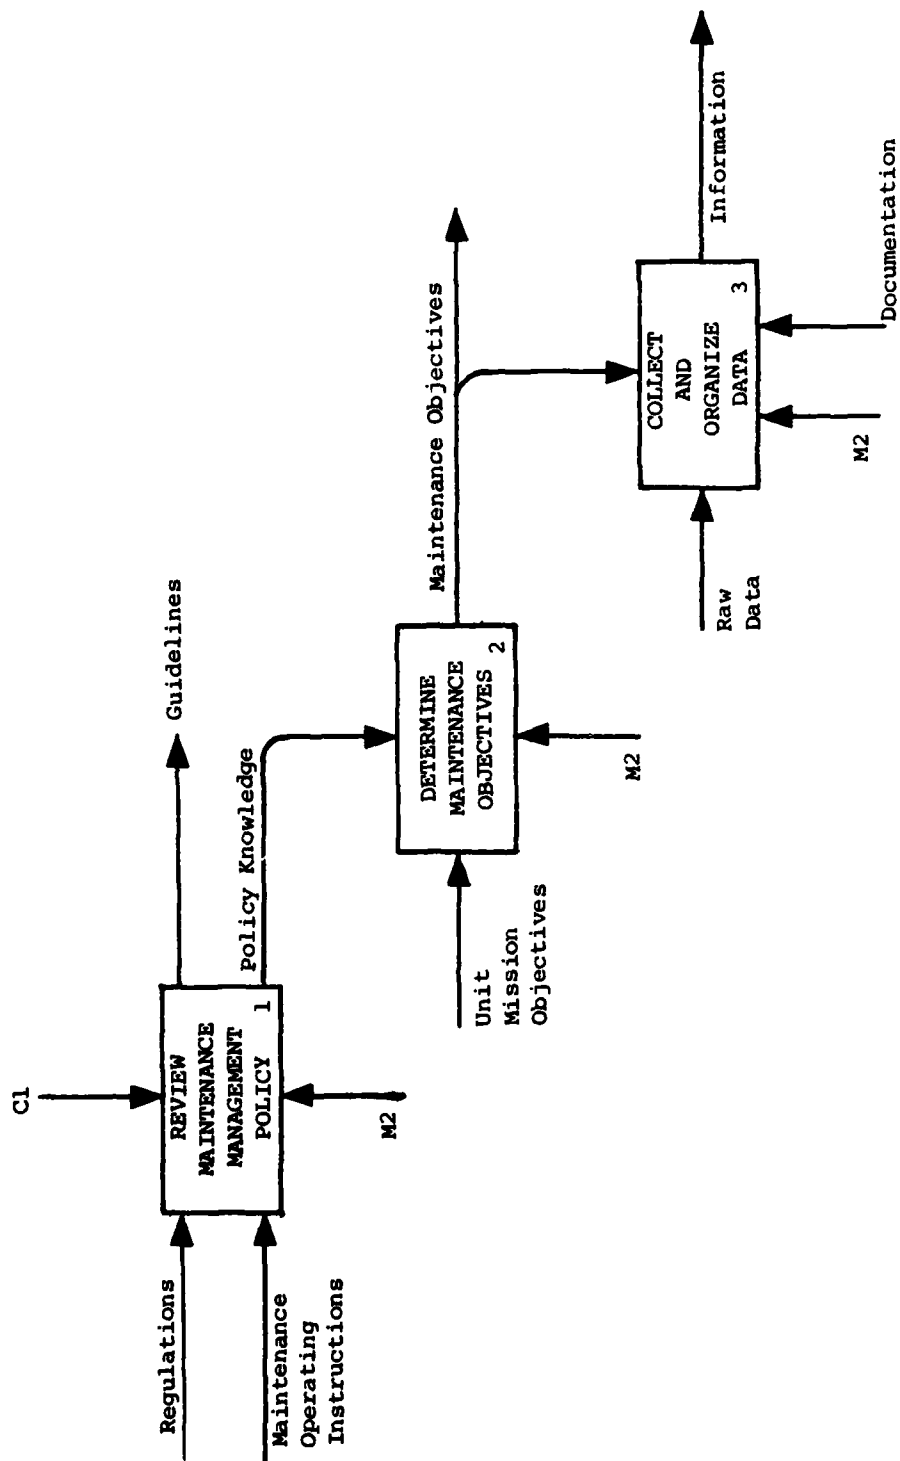 C1
Regulations
Maintenance
Operating
Instructions
REVIEW
MAINTENANCE
MANAGEMENT
POLICY
1
M2
Guidelines
Policy Knowledge
Unit
Mission
Objectives
DETERMINE
MAINTENANCE
OBJECTIVES
2
M2
Maintenance Objectives
Raw
Data
COLLECT
AND
ORGANIZE
DATA
3
M2
Documentation
Information